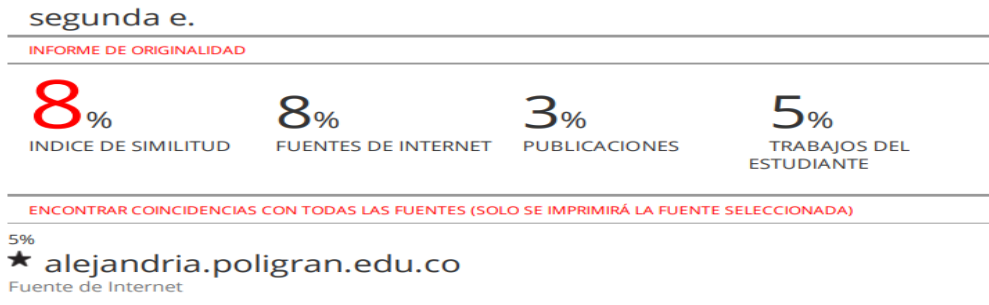 segunda e.
INFORME DE ORIGINALIDAD
8% 8% 3% 5%
INDICE DE SIMILITUD FUENTES DE INTERNET PUBLICACIONES TRABAJOS DEL
ESTUDIANTE
ENCONTRAR COINCIDENCIAS CON TODAS LAS FUENTES (SOLO SE IMPRIMIRÁ LA FUENTE SELECCIONADA)
5%
★ alejandria.poligran.edu.co
Fuente de Internet